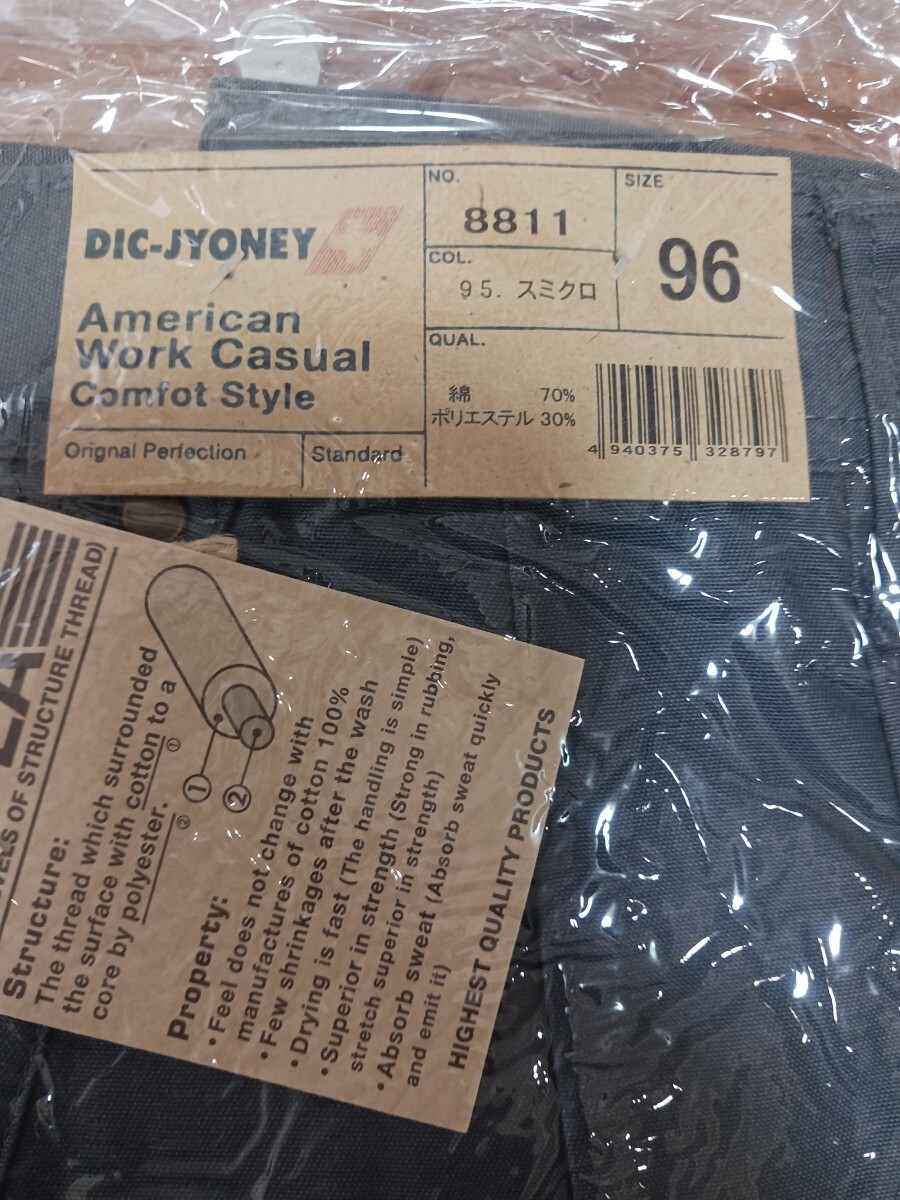 DIC-JYONEY
American
Work Casual
Comfot Style
Orignal Perfection
Standard
NO.
8811
COL.
95. スミクロ
SIZE
96
QUAL.
綿 70%
ポリエステル 30%
4 940375 328797
OF STRUCTURE THREAD)
Structure:
The thread which surrounded
the surface with cotton to a
①
core by polyester.
②
①
②
Property:
・Feel does not change with
manufactures of cotton 100%
・Few shrinkages after the wash
・Drying is fast (The handling is simple)
・Superior in strength (Strong in rubbing,
stretch superior in strength)
・Absorb sweat (Absorb sweat quickly
and emit it)
HIGHEST QUALITY PRODUCTS